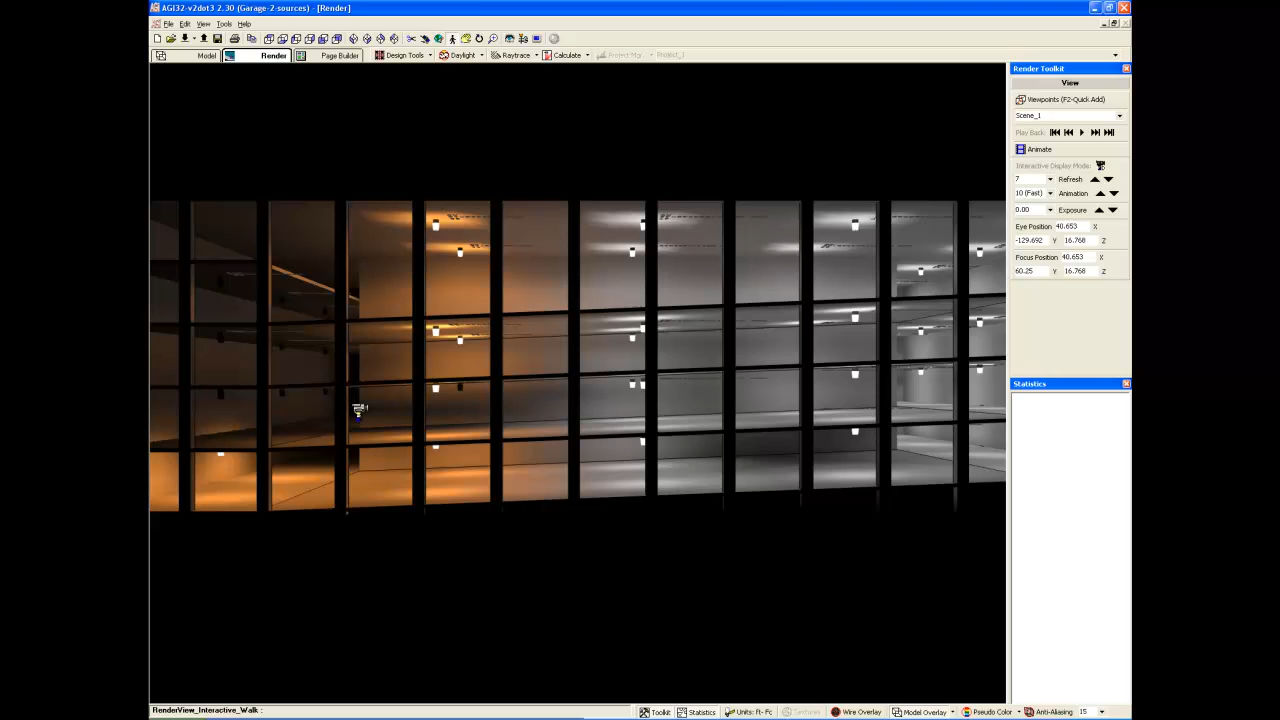 AGI32-v2dot3 2.30 (Garage-2-sources) - [Render]
File Edit View Tools Help
Model Render Page Builder Design Tools Daylight Raytrace Calculate Project Mgr. Project_1
Render Toolkit
View
Viewpoints (F2-Quick Add)
Scene_1
Play Back:
Animate
Interactive Display Mode:
7 Refresh
10 (Fast) Animation
0.00 Exposure
Eye Position 40.653 X
-129.692 Y 16.768 Z
Focus Position 40.653 X
60.25 Y 16.768 Z
Statistics
RenderView_Interactive_Walk :
Toolkit Statistics Units: ft- Fc Textures Wire Overlay Model Overlay Pseudo Color Anti-Aliasing 15